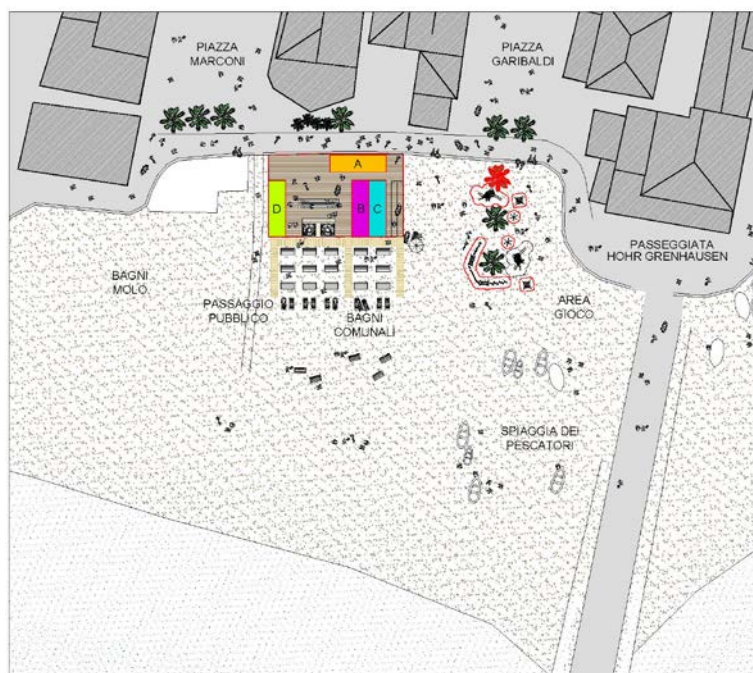 PIAZZA
MARCONI
PIAZZA
GARIBALDI
A
D
B
C
PASSEGGIATA
HOHR GRENHAUSEN
BAGNI
MOLO
PASSAGGIO
PUBBLICO
BAGNI
COMUNALI
AREA
GIOCO
SPIAGGIA DEI
PESCATORI